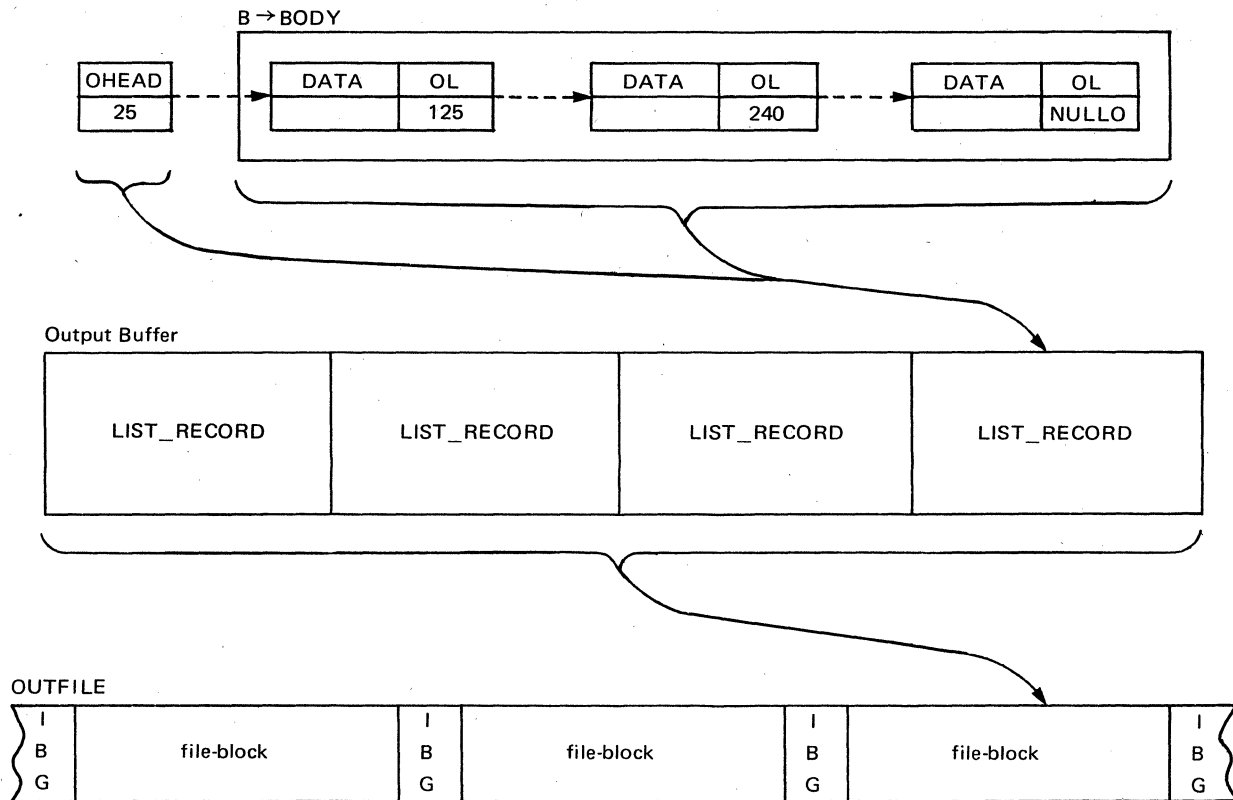 B → BODY
OHEAD DATA OL DATA OL DATA OL
25 125 240 NULLO
Output Buffer
LIST_RECORD LIST_RECORD LIST_RECORD LIST_RECORD
OUTFILE
I I I I
B file-block B file-block B file-block B
G G G G